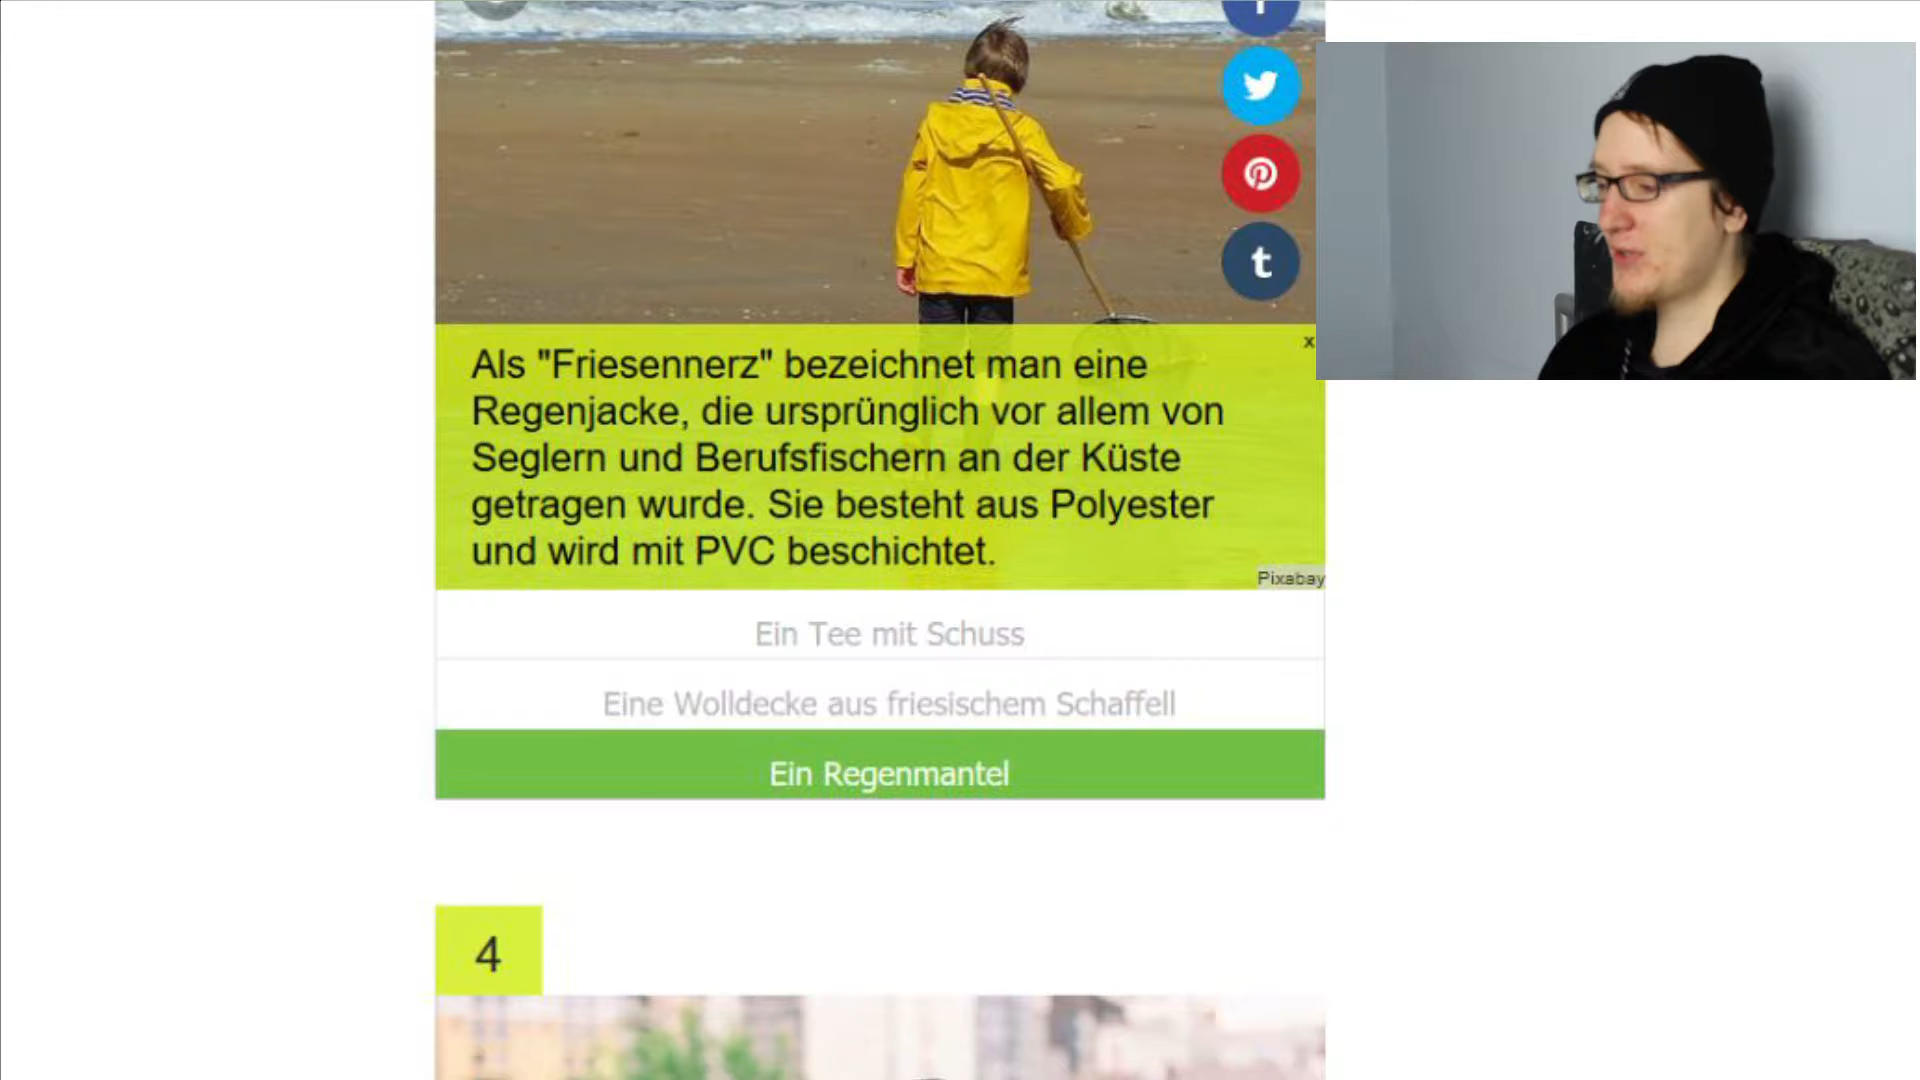 f
t
x
Als "Friesennerz" bezeichnet man eine
Regenjacke, die ursprünglich vor allem von
Seglern und Berufsfischern an der Küste
getragen wurde. Sie besteht aus Polyester
und wird mit PVC beschichtet.
Pixabay
Ein Tee mit Schuss
Eine Wolldecke aus friesischem Schaffell
Ein Regenmantel
4